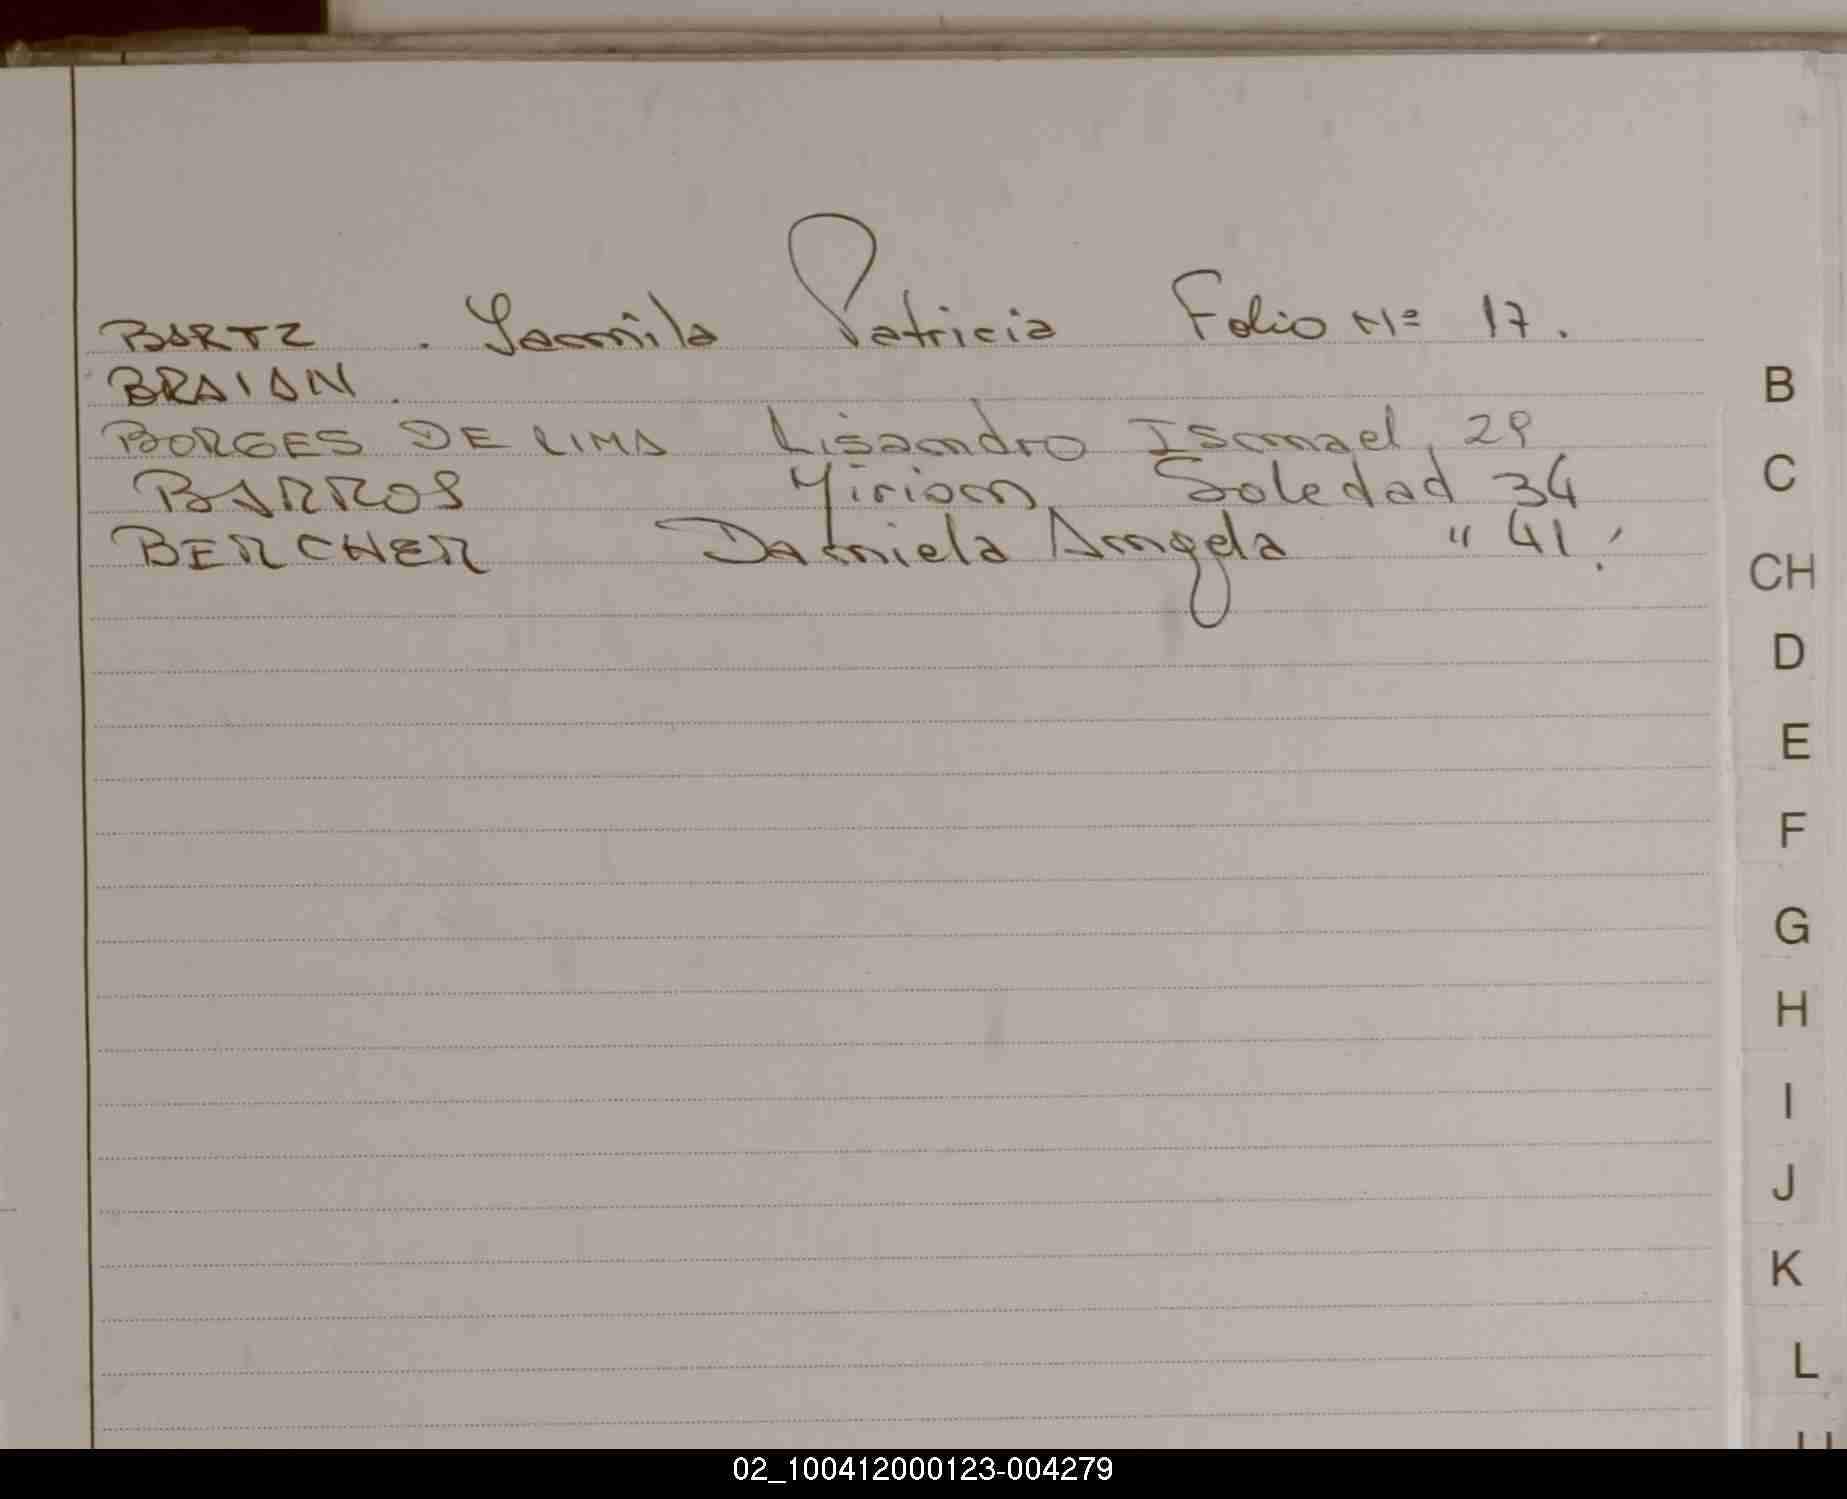 BARTZ . Yamila Patricia Folio Nº 17.
BRAIAN .
BORGES DE LIMA Lisandro Ismael, 29
BARROS Miriam Soledad 34
BERCHER Daniela Angela " 41.
B
C
CH
D
E
F
G
H
I
J
K
L
02_100412000123-004279